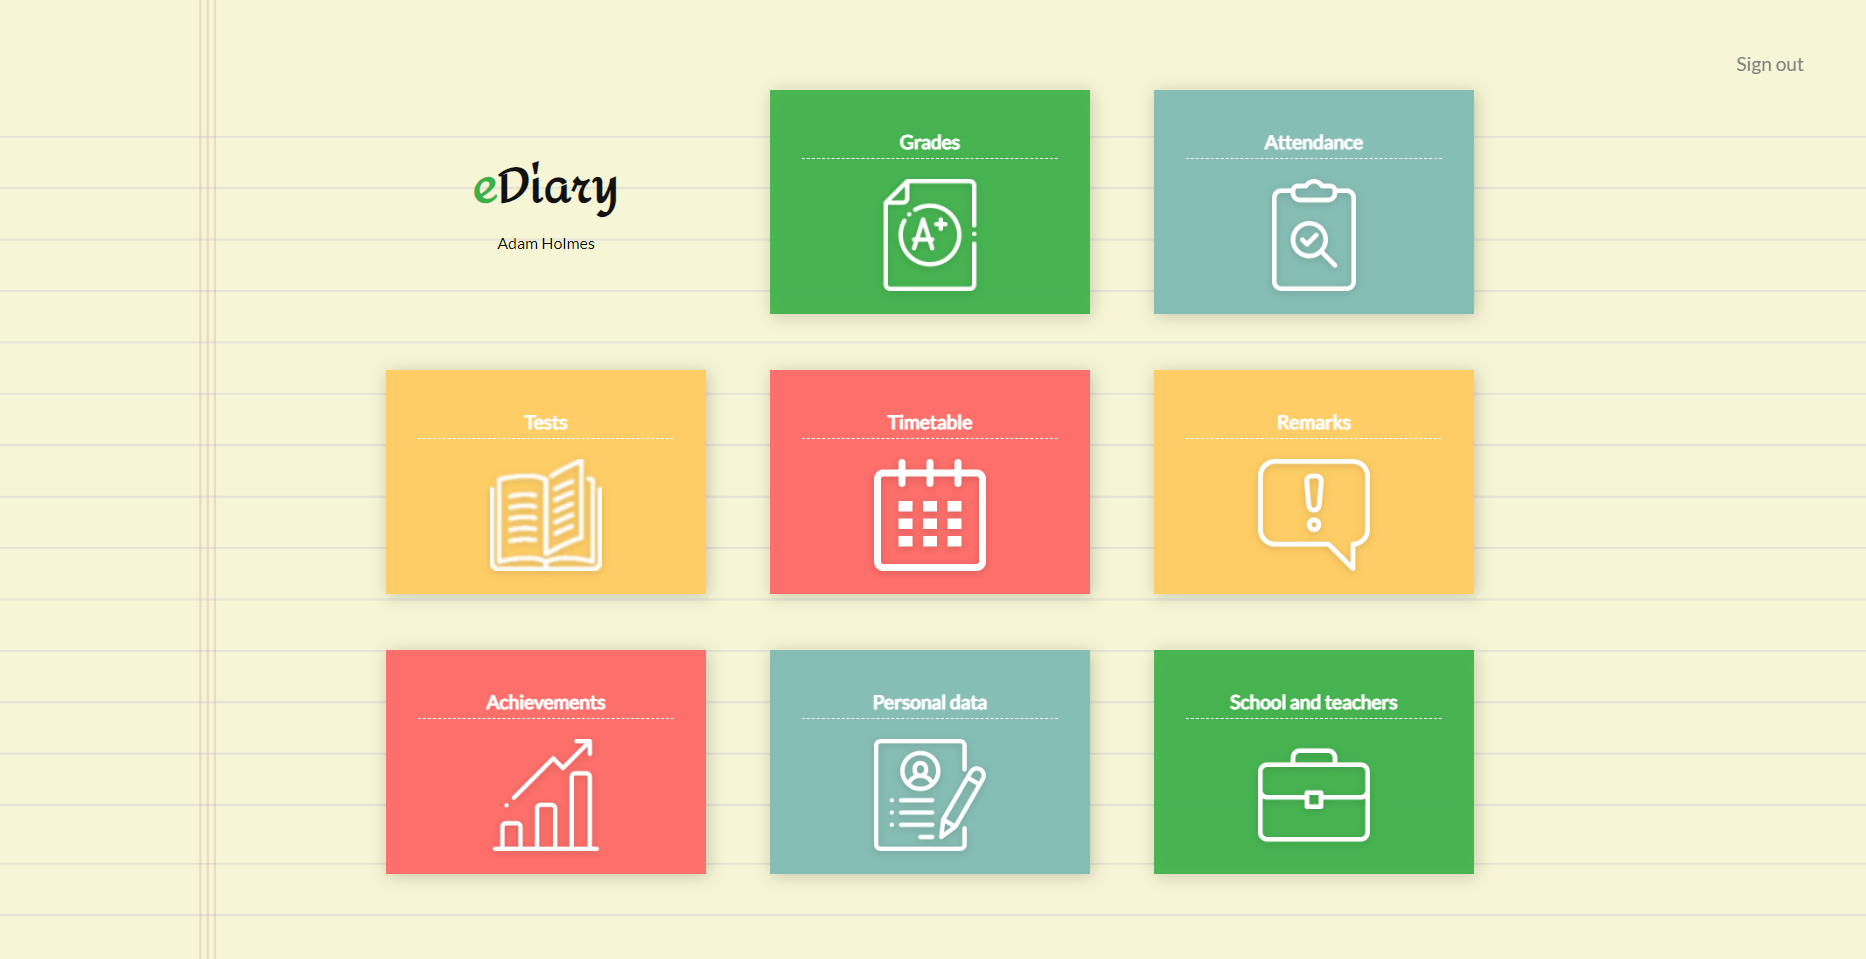 Sign out
eDiary
Adam Holmes
Grades
A+
Attendance
Tests
Timetable
Remarks
!
Achievements
Personal data
School and teachers